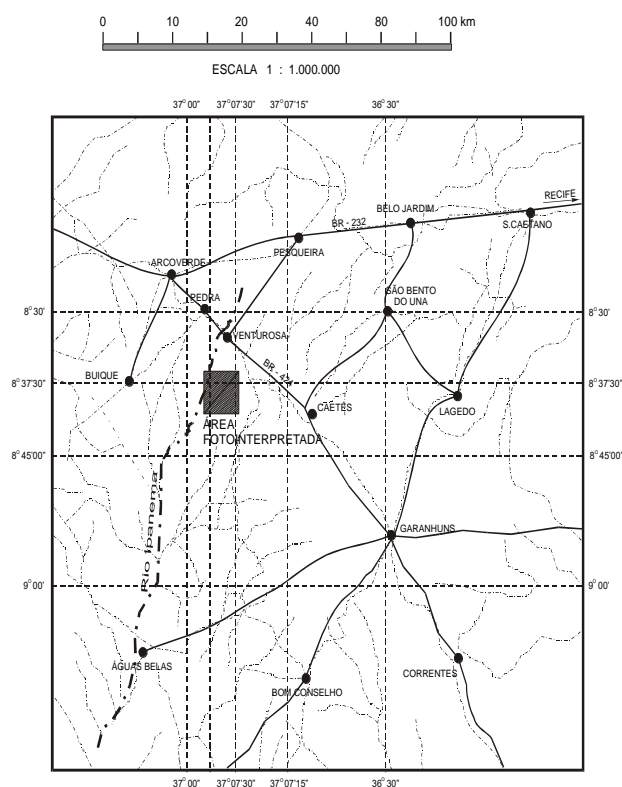 0 10 20 40 60 80 100 km
ESCALA 1 : 1.000.000
37°00' 37°07'30' 37°07'15' 36°30'
RECIFE
BELO JARDIM
BR - 232
S.CAETANO
PESQUEIRA
ARCOVERDE
PEDRA
SÃO BENTO
DO UNA
8°30' 8°30'
VENTUROSA
BR - 424
BUIQUE
8°37'30' 8°37'30'
CAETÉS
LAGEDO
ÁREA
FOTOINTERPRETADA
8°45'00' 8°45'00'
Rio Ipanema
GARANHUNS
9°00' 9°00'
ÁGUAS BELAS
CORRENTES
BOM CONSELHO
37°00' 37°07'30' 37°07'15' 36°30'